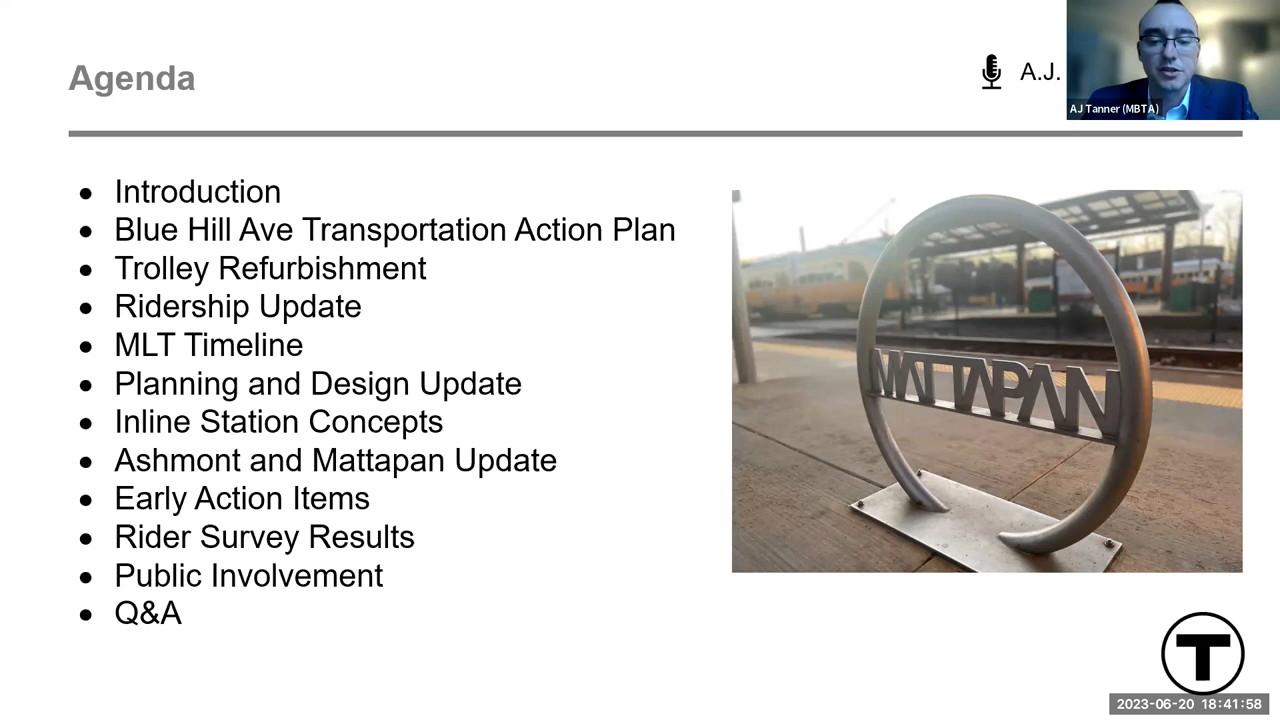 Agenda
A.J.
AJ Tanner (MBTA)
Introduction
Blue Hill Ave Transportation Action Plan
Trolley Refurbishment
Ridership Update
MLT Timeline
Planning and Design Update
Inline Station Concepts
Ashmont and Mattapan Update
Early Action Items
Rider Survey Results
Public Involvement
Q&A
MATTAPAN
T
2023-06-20 18:41:58